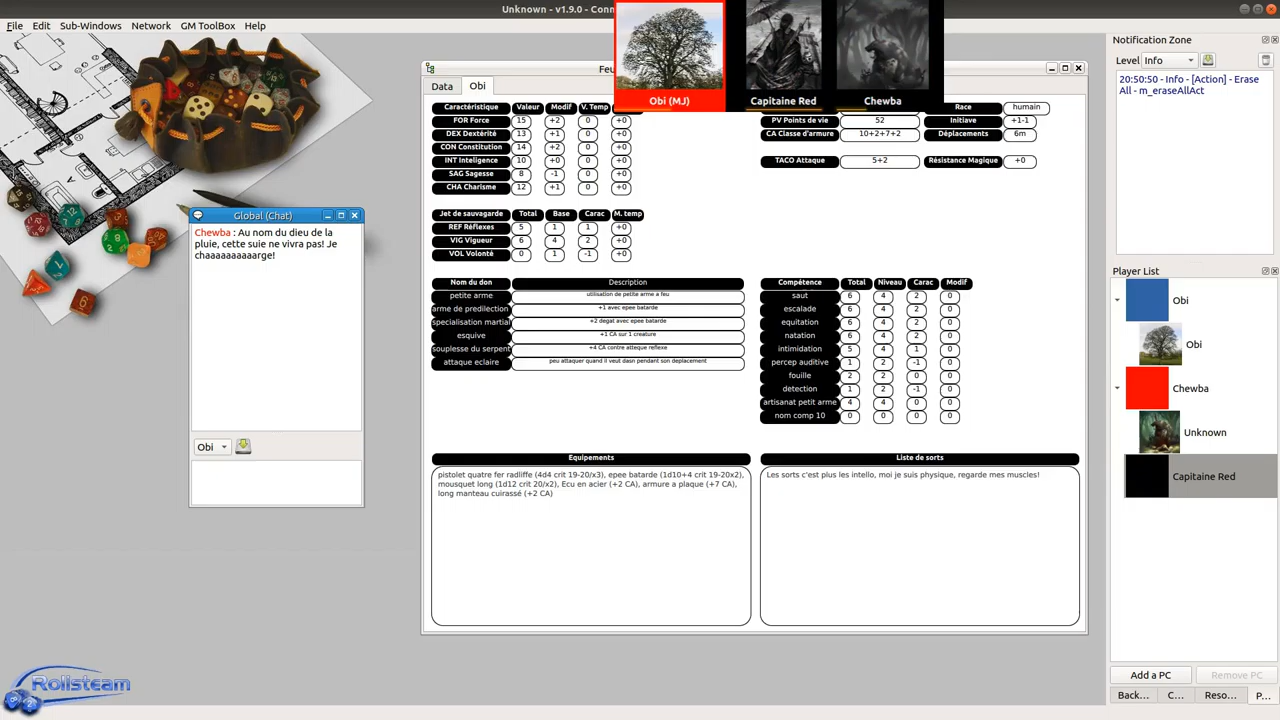 Unknown - v1.9.0 - Conn
File Edit Sub-Windows Network GM ToolBox Help
Obi (MJ) Capitaine Red Chewba
Feu
Data Obi
Caractéristique Valeur Modif V. Temp Modif
FOR Force 15 +2 0 +0
DEX Dextérité 13 +1 0 +0
CON Constitution 14 +2 0 +0
INT Inteligence 10 +0 0 +0
SAG Sagesse 8 -1 0 +0
CHA Charisme 12 +1 0 +0
Race humain
PV Points de vie 52 Initiave +1-1
CA Classe d'armure 10+2+7+2 Déplacements 6m
TACO Attaque 5+2 Résistance Magique +0
Jet de sauvagarde Total Base Carac M. temp
REF Réflexes 5 1 1 +0
VIG Vigueur 6 4 2 +0
VOL Volonté 0 1 -1 +0
Nom du don Description
petite arme utilisation de petite arme a feu
arme de predilection +1 avec epee batarde
specialisation martial +2 degat avec epee batarde
esquive +1 CA sur 1 creature
souplesse du serpent +4 CA contre atteque reflexe
attaque eclaire peu attaquer quand il veut dasn pendant son deplacement
Compétence Total Niveau Carac Modif
saut 6 4 2 0
escalade 6 4 2 0
equitation 6 4 2 0
natation 6 4 2 0
intimidation 5 4 1 0
percep auditive 1 2 -1 0
fouille 2 2 0 0
detection 1 2 -1 0
artisanat petit arme 4 4 0 0
nom comp 10 0 0 0 0
Equipements
pistolet quatre fer radliffe (4d4 crit 19-20/x3), epee batarde (1d10+4 crit 19-20x2),
mousquet long (1d12 crit 20/x2), Ecu en acier (+2 CA), armure a plaque (+7 CA),
long manteau cuirassé (+2 CA)
Liste de sorts
Les sorts c'est plus les intello, moi je suis physique, regarde mes muscles!
Global (Chat)
Chewba : Au nom du dieu de la
pluie, cette suie ne vivra pas! Je
chaaaaaaaaarge!
Obi
Notification Zone
Level Info
20:50:50 - Info - [Action] - Erase
All - m_eraseAllAct
Player List
Obi
Obi
Chewba
Unknown
Capitaine Red
Add a PC Remove PC
Back... C... Reso... P...
Rolisteam